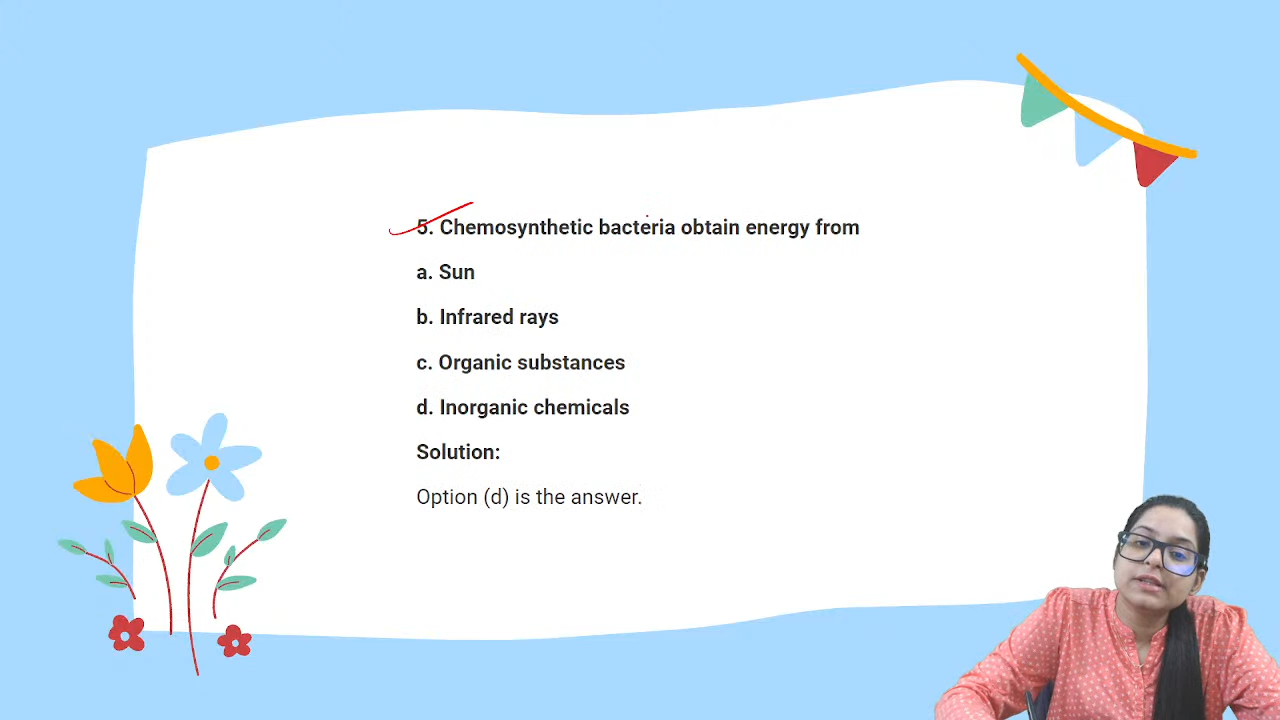 5. Chemosynthetic bacteria obtain energy from
a. Sun
b. Infrared rays
c. Organic substances
d. Inorganic chemicals
Solution:
Option (d) is the answer.